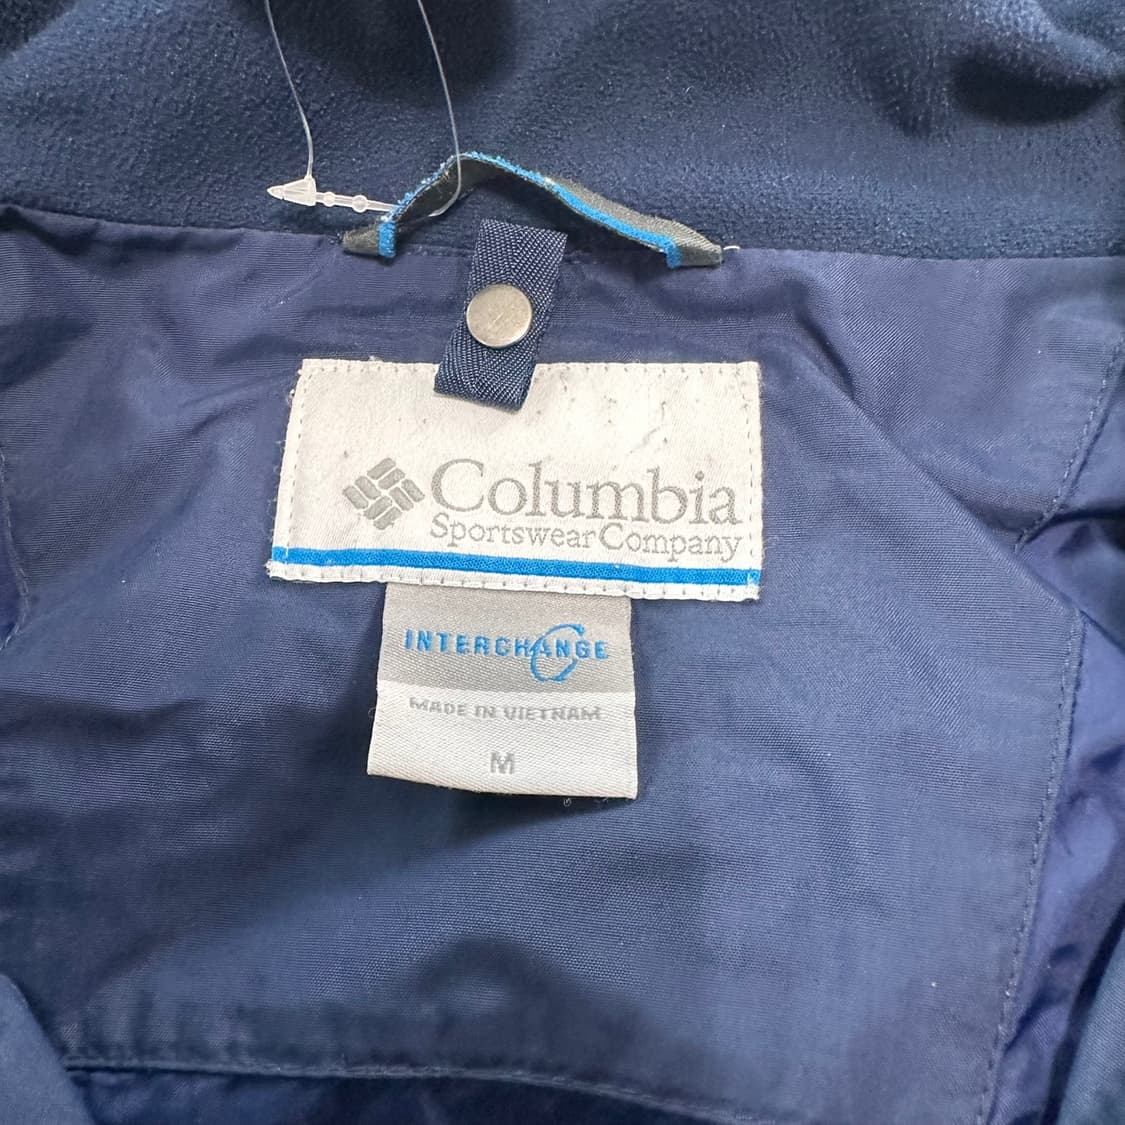 Columbia
Sportswear Company
INTERCHANGE
MADE IN VIETNAM
M